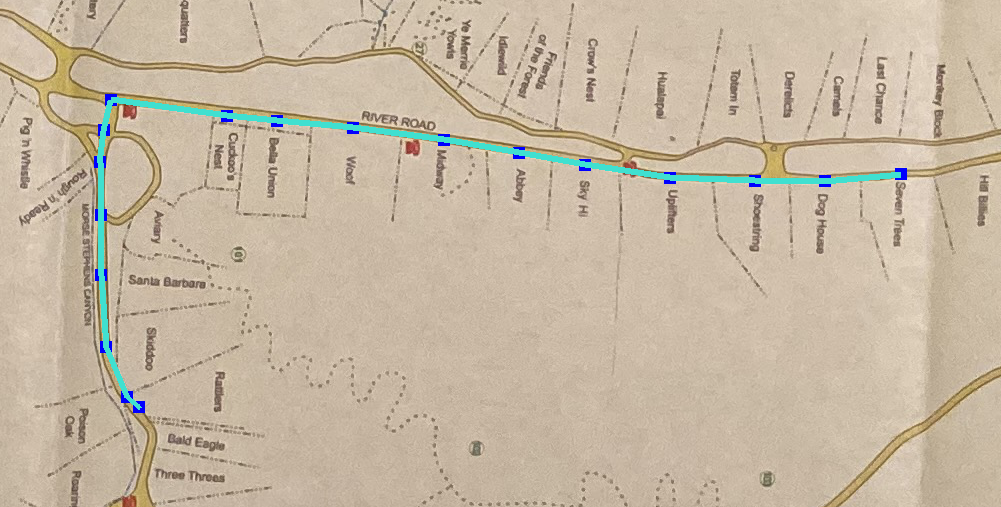 Ye Merrie
Yowls
Idlewild
Friends
of the Forest
Crow's Nest
Hualapai
Totem In
Derelicts
Camels
Last Chance
Monkey Block
RIVER ROAD
Pig 'n Whistle
Rough 'n Ready
MORSE STEPHENS CANYON
Cuckoo's
Nest
Bella Union
Woof
Midway
Abbey
Sky Hi
Uplifters
Shoestring
Dog House
Seven Trees
Hill Billies
Aviary
101
Santa Barbara
Skiddoo
Rattlers
Poison
Oak
Bald Eagle
Three Threes